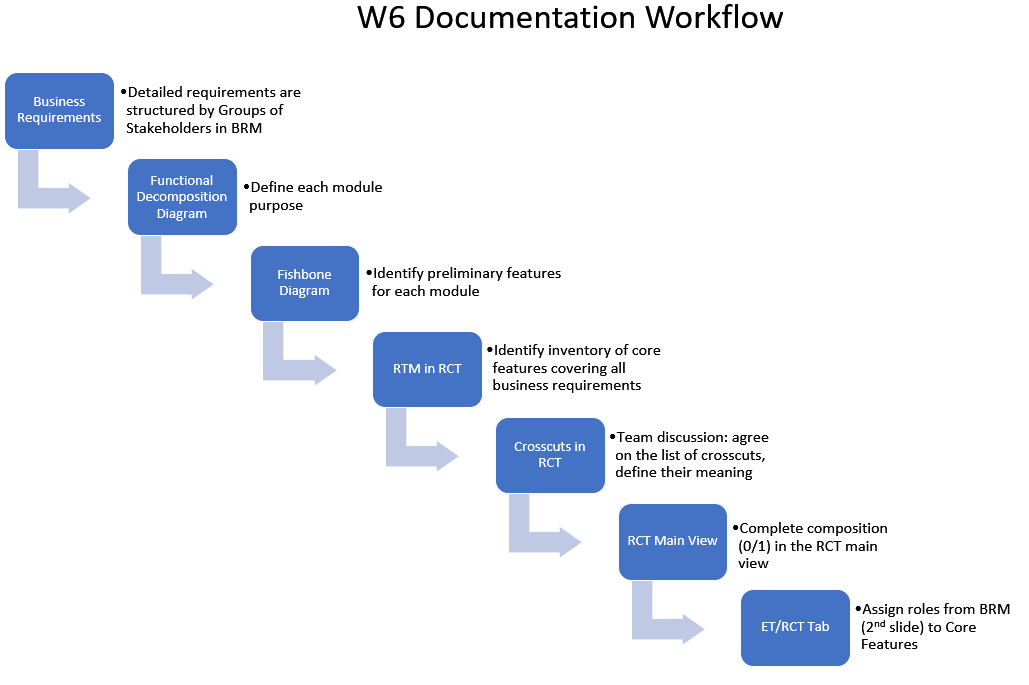 W6 Documentation Workflow
Business
Requirements
•Detailed requirements are
structured by Groups of
Stakeholders in BRM
Functional
Decomposition
Diagram
•Define each module
purpose
Fishbone
Diagram
•Identify preliminary features
for each module
RTM in RCT
•Identify inventory of core
features covering all
business requirements
Crosscuts in
RCT
•Team discussion: agree
on the list of crosscuts,
define their meaning
RCT Main View
•Complete composition
(0/1) in the RCT main
view
ET/RCT Tab
•Assign roles from BRM
(2nd slide) to Core
Features